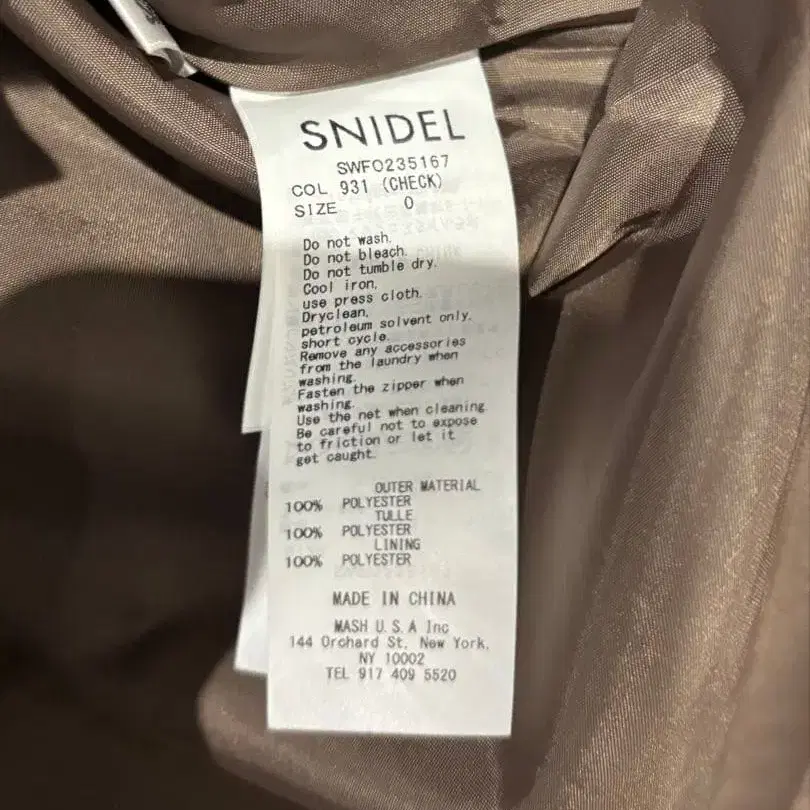 SNIDEL
SWFO235167
COL 931 (CHECK)
SIZE 0
Do not wash.
Do not bleach.
Do not tumble dry.
Cool iron,
use press cloth.
Dryclean,
petroleum solvent only,
short cycle.
Remove any accessories
from the laundry when
washing.
Fasten the zipper when
washing.
Use the net when cleaning
Be careful not to expose
to friction or let it
get caught.
OUTER MATERIAL
100% POLYESTER
TULLE
100% POLYESTER
LINING
100% POLYESTER
MADE IN CHINA
MASH U.S.A Inc
144 Orchard St. New York,
NY 10002
TEL 917 409 5520